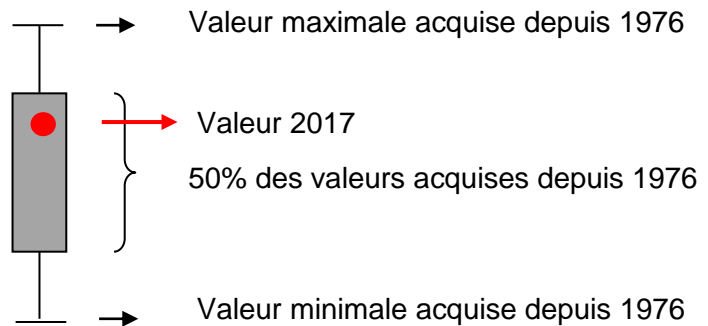 Valeur maximale acquise depuis 1976
Valeur 2017
50% des valeurs acquises depuis 1976
Valeur minimale acquise depuis 1976